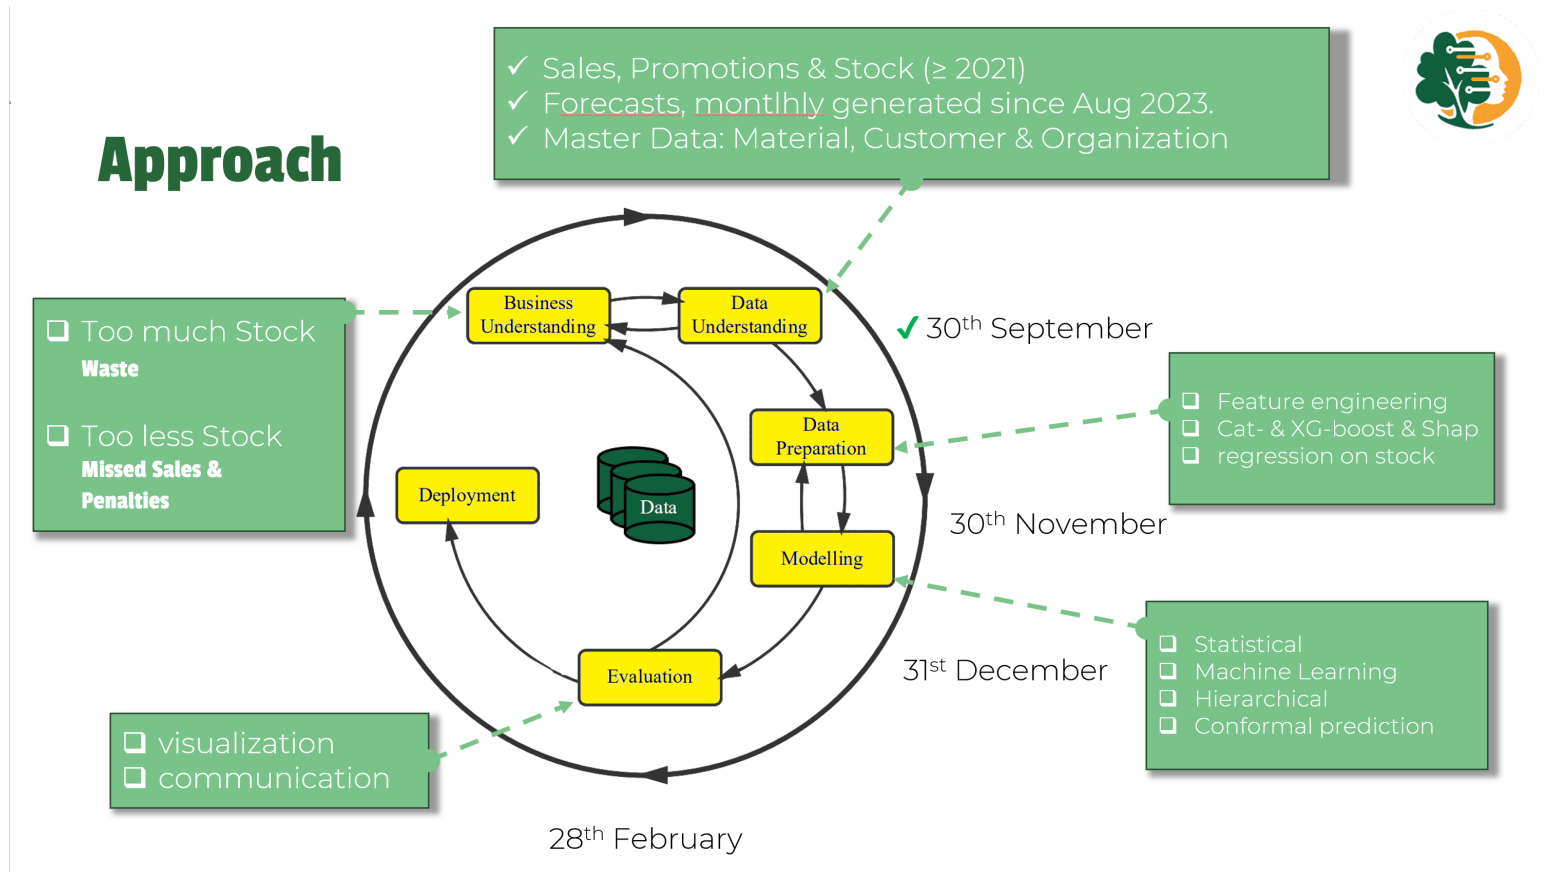 Approach
Sales, Promotions & Stock (≥ 2021)
Forecasts, montlhly generated since Aug 2023.
Master Data: Material, Customer & Organization
Too much Stock
Waste
Too less Stock
Missed Sales &
Penalties
Business
Understanding
Data
Understanding
30th September
Data
Preparation
Feature engineering
Cat- & XG-boost & Shap
regression on stock
Deployment
Data
30th November
Modelling
Statistical
Machine Learning
Hierarchical
Conformal prediction
31st December
Evaluation
visualization
communication
28th February